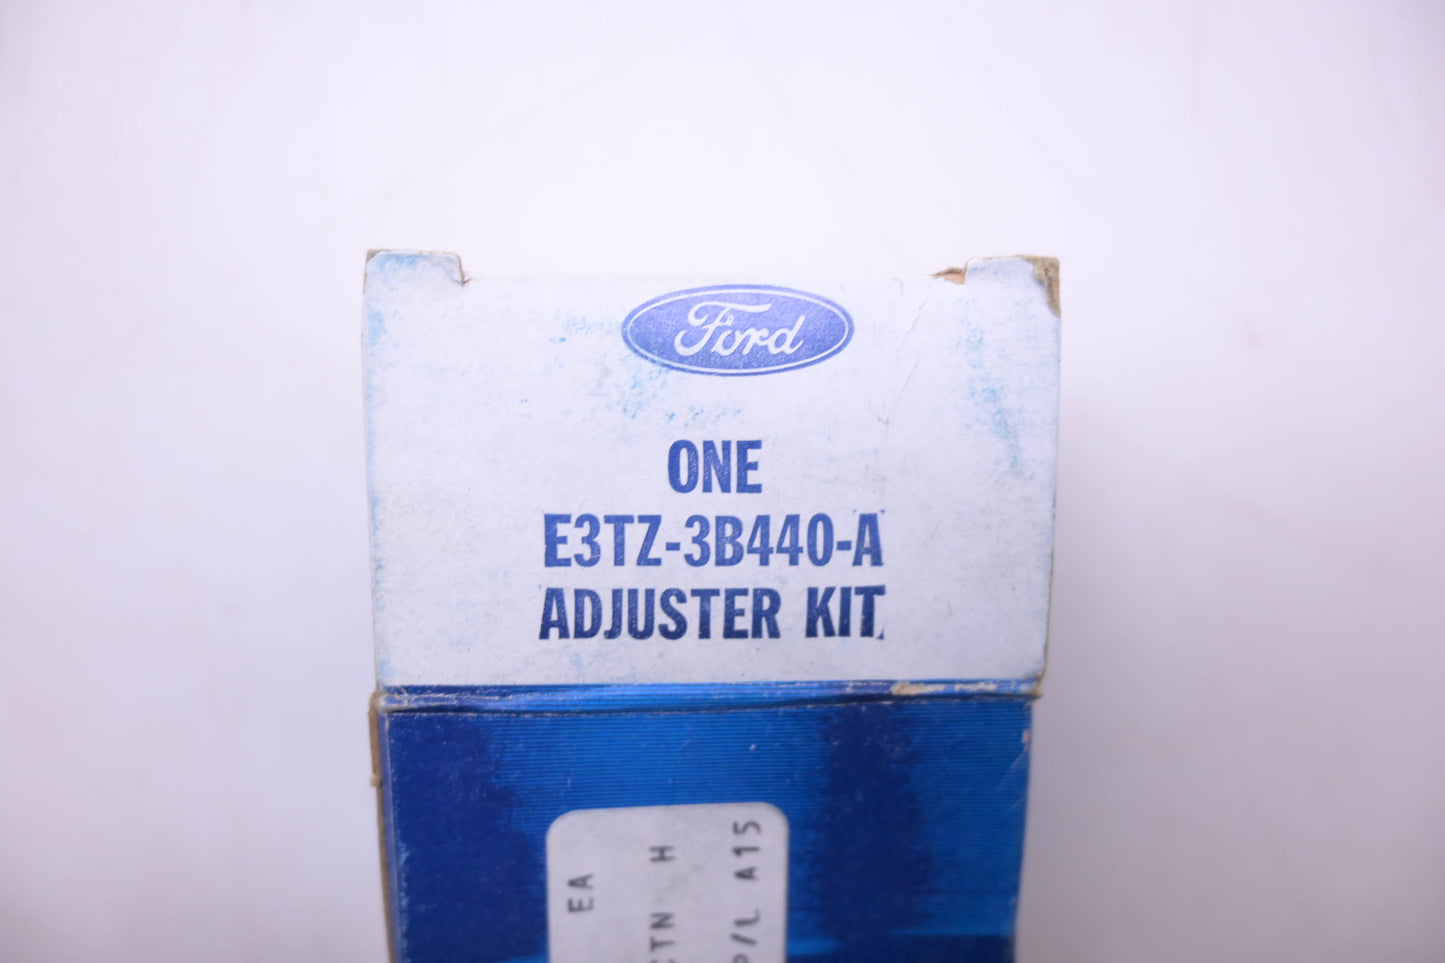 Ford
ONE
E3TZ-3B440-A
ADJUSTER KIT
EA
CTN H
P/L A15